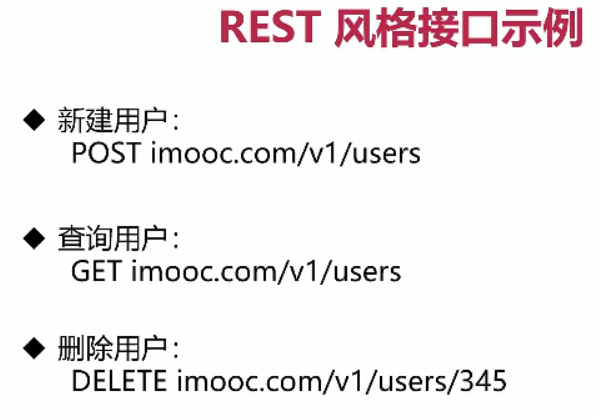 REST 风格接口示例
◆ 新建用户：
POST imooc.com/v1/users
◆ 查询用户：
GET imooc.com/v1/users
◆ 删除用户：
DELETE imooc.com/v1/users/345